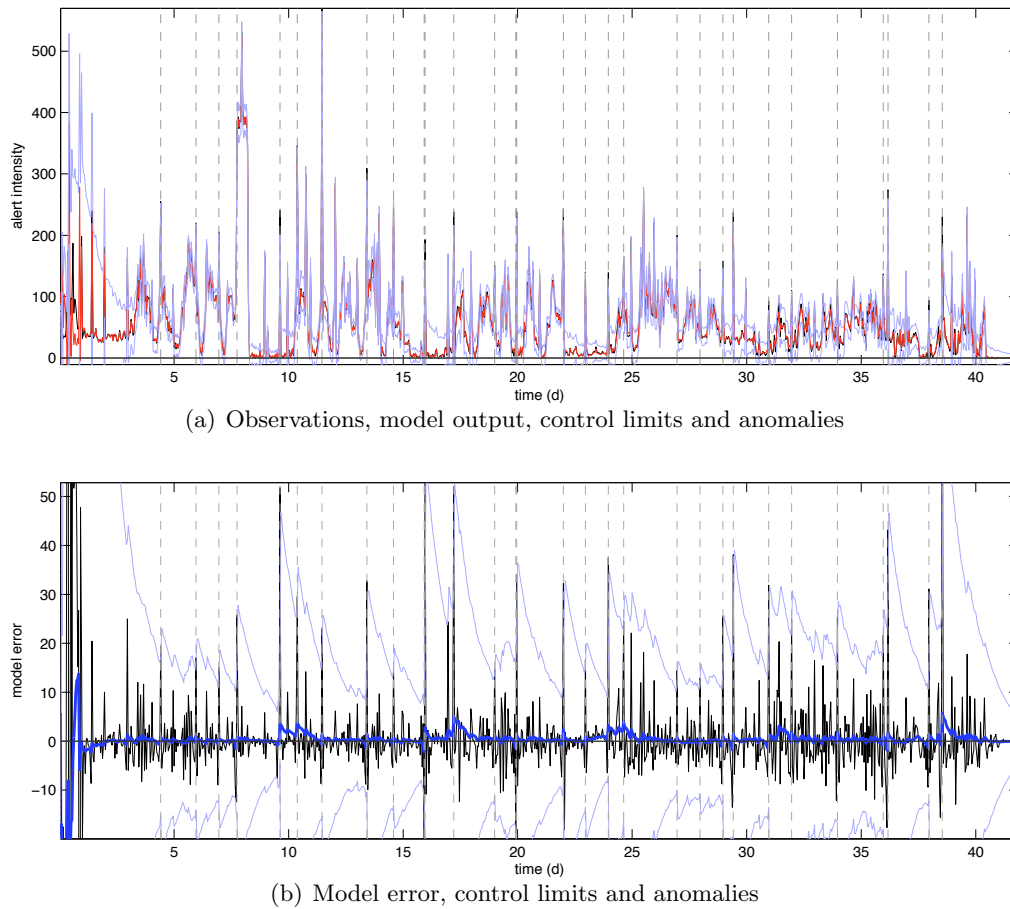 500
400
300
200
100
0
alert intensity
5 10 15 20 25 30 35 40
time (d)
(a) Observations, model output, control limits and anomalies
50
40
30
20
10
0
−10
model error
5 10 15 20 25 30 35 40
time (d)
(b) Model error, control limits and anomalies